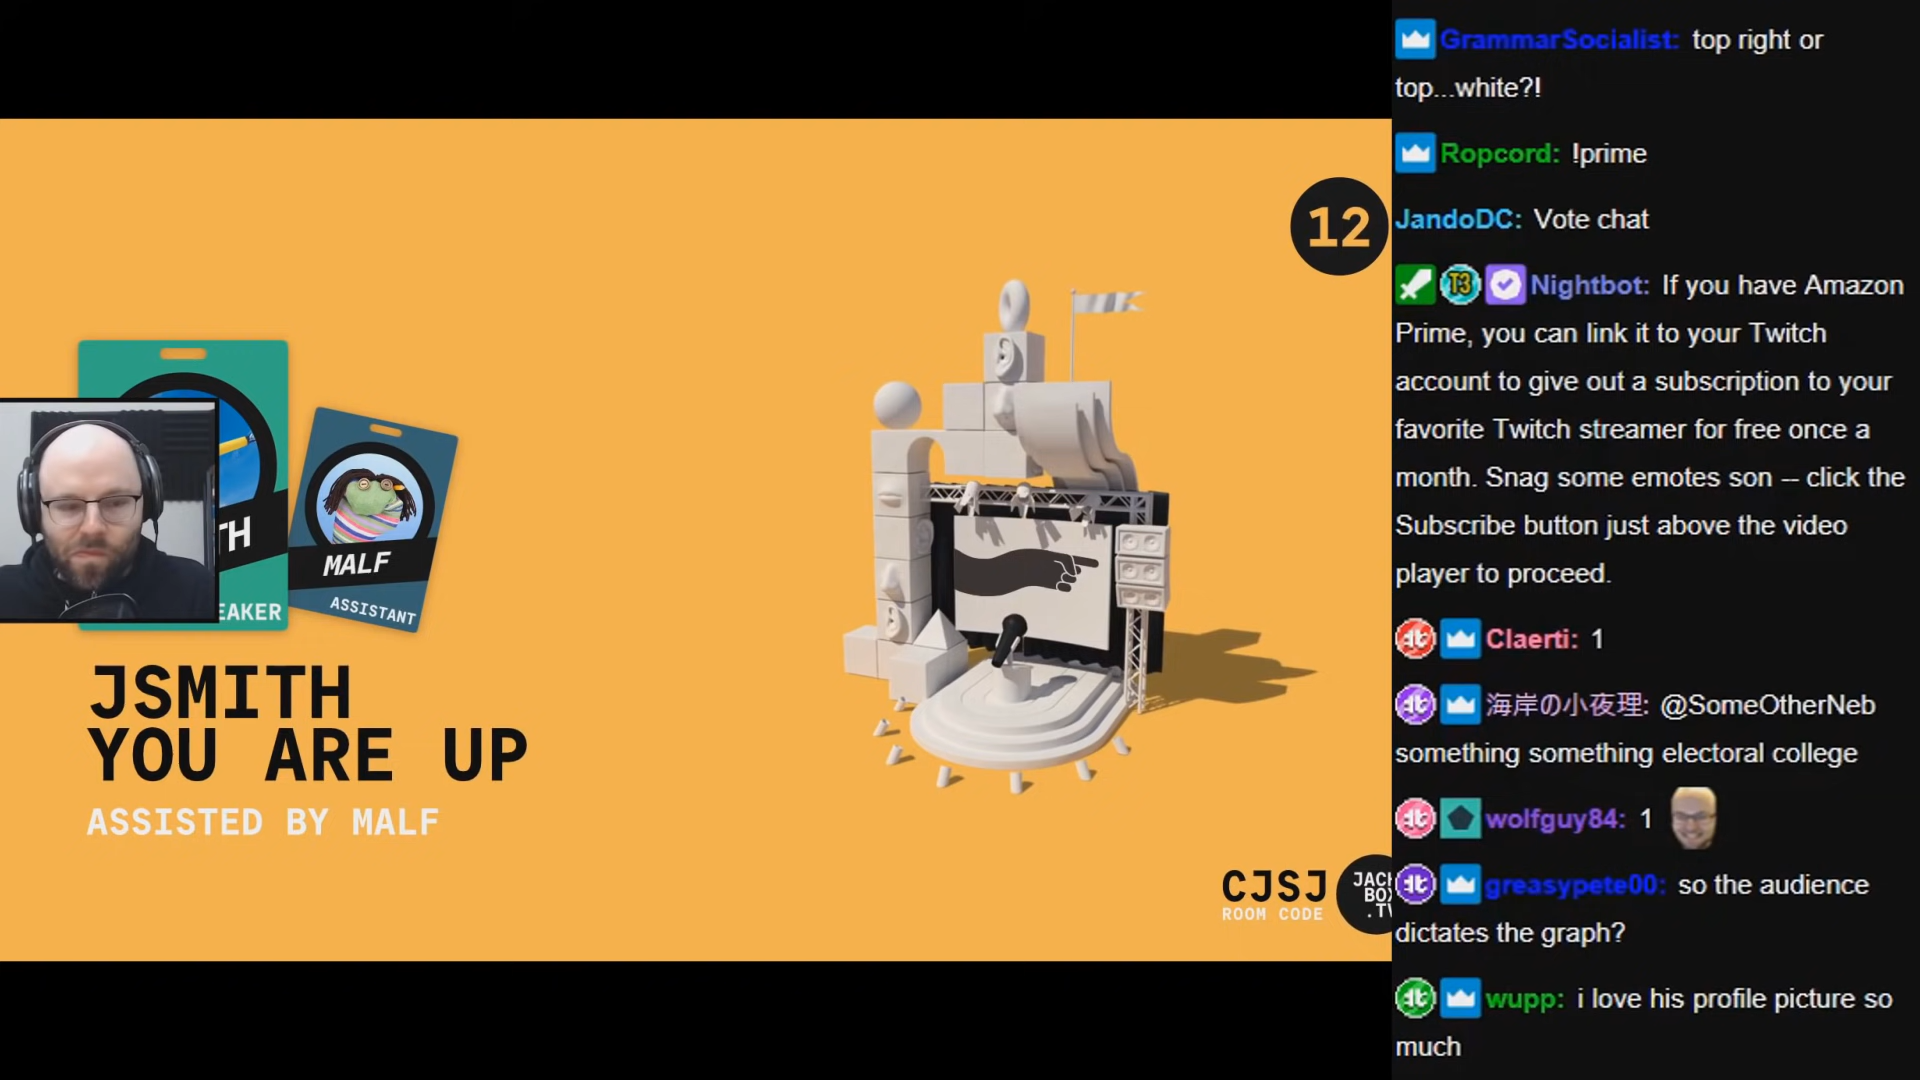 12
TH
EAKER
MALF
ASSISTANT
JSMITH
YOU ARE UP
ASSISTED BY MALF
CJSJ
ROOM CODE
JACK
BOX
.TV
GrammarSocialist: top right or
top...white?!
Ropcord: !prime
JandoDC: Vote chat
T3 Nightbot: If you have Amazon
Prime, you can link it to your Twitch
account to give out a subscription to your
favorite Twitch streamer for free once a
month. Snag some emotes son -- click the
Subscribe button just above the video
player to proceed.
Claerti: 1
海岸の小夜理: @SomeOtherNeb
something something electoral college
wolfguy84: 1
greasypete00: so the audience
dictates the graph?
wupp: i love his profile picture so
much